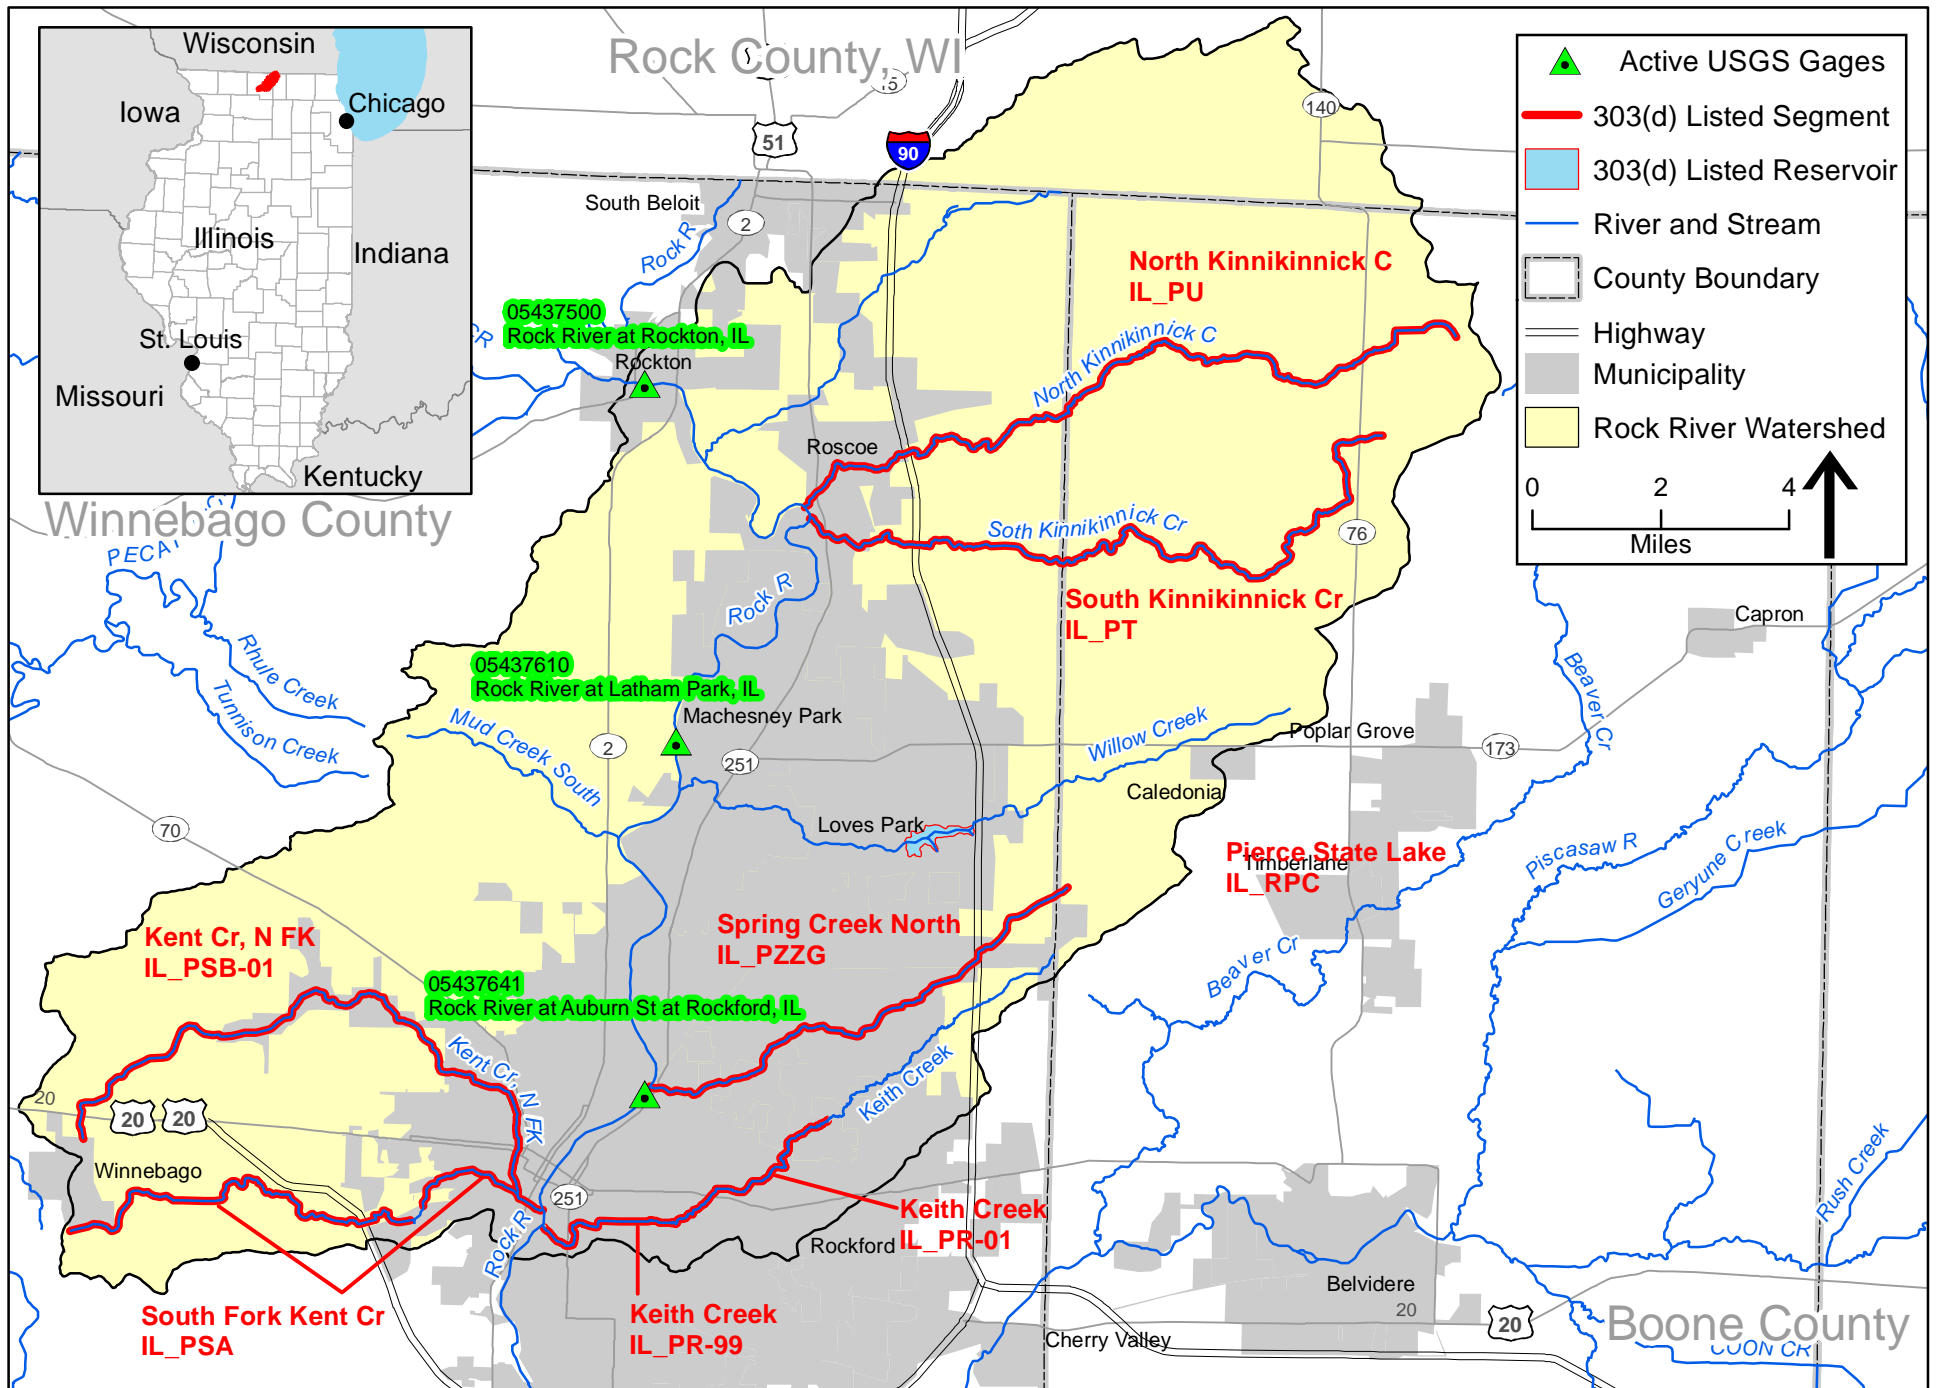 Wisconsin
Iowa
Chicago
Illinois
Indiana
St. Louis
Missouri
Kentucky
Rock County, WI
Winnebago County
Boone County
Active USGS Gages
303(d) Listed Segment
303(d) Listed Reservoir
River and Stream
County Boundary
Highway
Municipality
Rock River Watershed
0 2 4
Miles
51
90
140
15
South Beloit
2
Rock R
North Kinnikinnick C
IL_PU
05437500
Rock River at Rockton, IL
CR
Rockton
North Kinnikinnick C
Roscoe
Soth Kinnikinnick Cr
76
PECAT
Rock R
South Kinnikinnick Cr
IL_PT
Capron
Rhule Creek
Tunnison Creek
05437610
Rock River at Latham Park, IL
Machesney Park
Mud Creek South
2
251
Willow Creek
Poplar Grove
173
Beaver Cr
Caledonia
70
Loves Park
Pierce State Lake
IL_RPC
Timberlane
Piscasaw R
Geryune Creek
Kent Cr, N FK
IL_PSB-01
Spring Creek North
IL_PZZG
Beaver Cr
05437641
Rock River at Auburn St at Rockford, IL
Kent Cr, N FK
Keith Creek
20
20
20
Winnebago
251
Rock R
Keith Creek
IL_PR-01
Rockford
Rush Creek
Belvidere
20
20
South Fork Kent Cr
IL_PSA
Keith Creek
IL_PR-99
Cherry Valley
COON CR